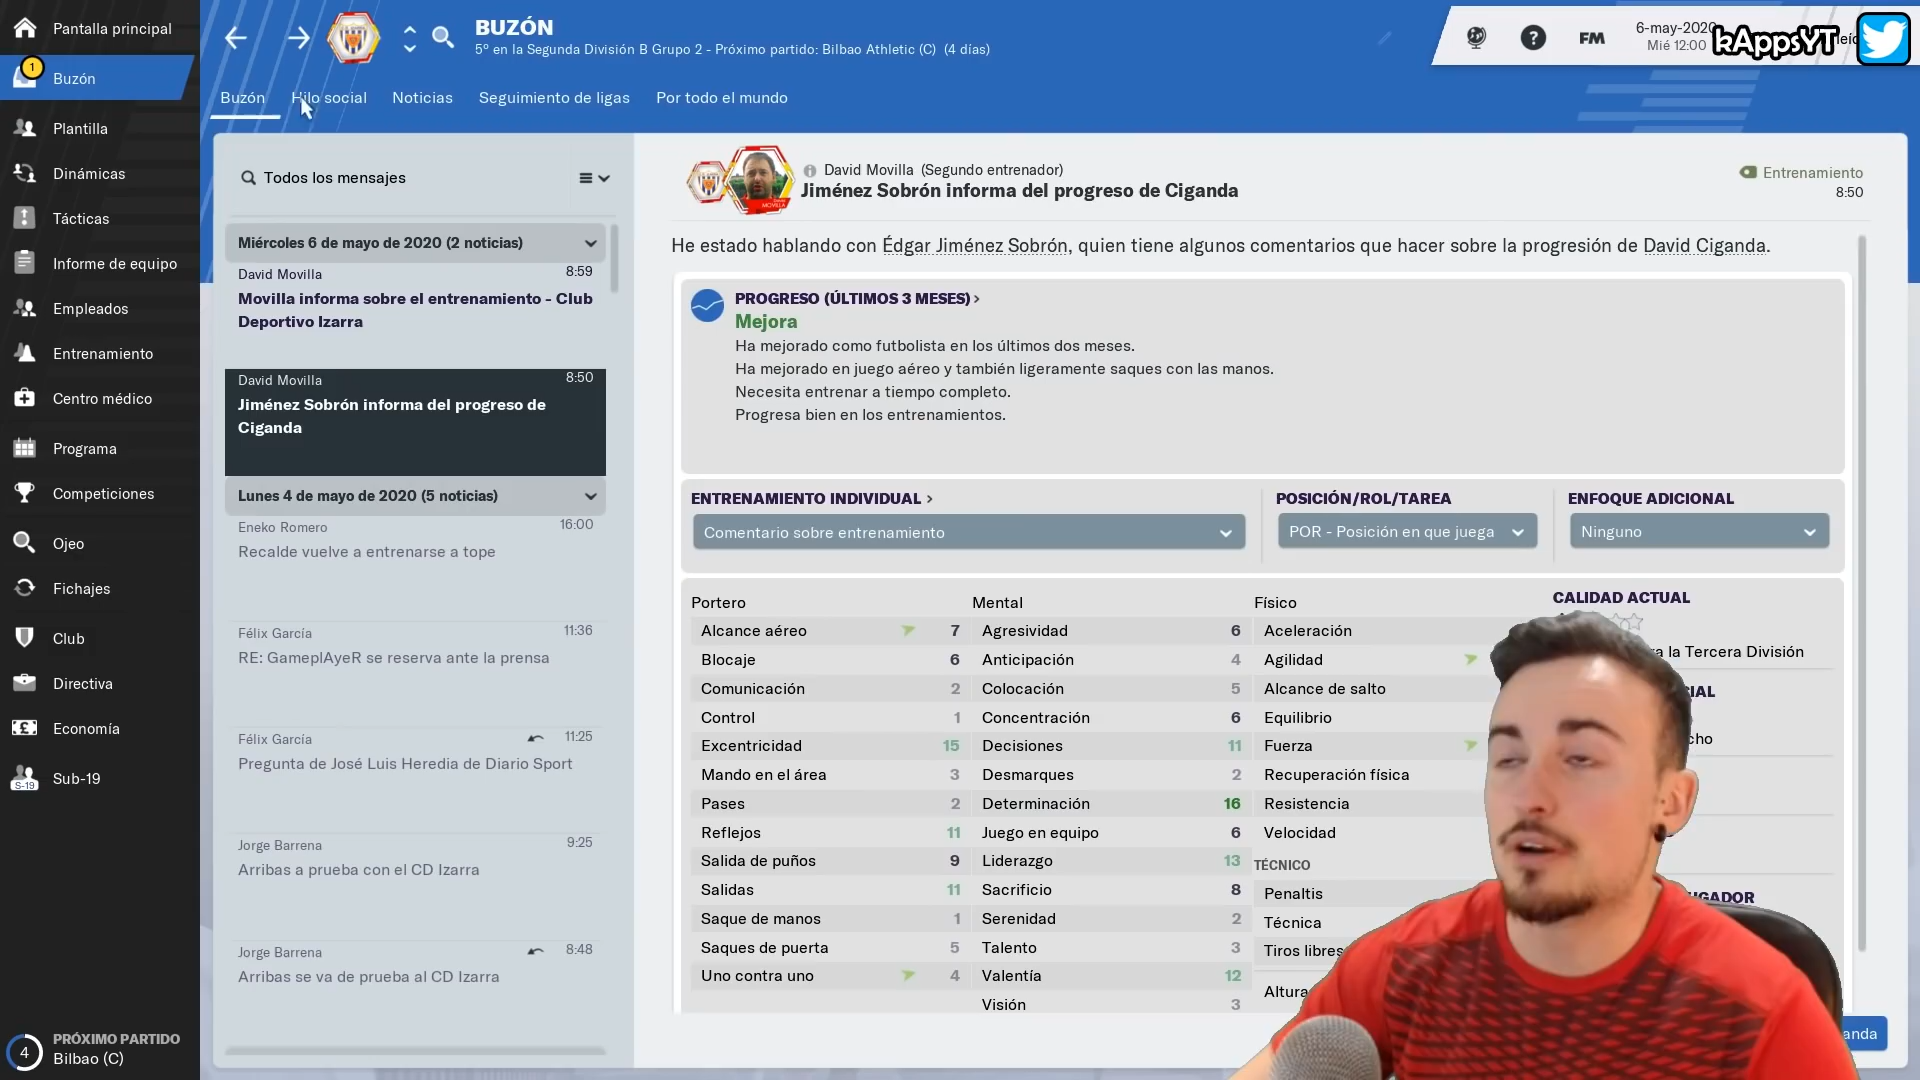 Pantalla principal
1
Buzón
Plantilla
Dinámicas
Tácticas
Informe de equipo
Empleados
Entrenamiento
Centro médico
Programa
Competiciones
Ojeo
Fichajes
Club
Directiva
Economía
S-19
Sub-19
PRÓXIMO PARTIDO
4
Bilbao (C)
BUZÓN
5º en la Segunda División B Grupo 2 - Próximo partido: Bilbao Athletic (C) (4 días)
FM
6-may-2020
Mié 12:00
kAppsYT
Buzón
Hilo social
Noticias
Seguimiento de ligas
Por todo el mundo
Todos los mensajes
Miércoles 6 de mayo de 2020 (2 noticias)
David Movilla
8:59
Movilla informa sobre el entrenamiento - Club
Deportivo Izarra
David Movilla
8:50
Jiménez Sobrón informa del progreso de
Ciganda
Lunes 4 de mayo de 2020 (5 noticias)
Eneko Romero
16:00
Recalde vuelve a entrenarse a tope
Félix García
11:36
RE: GameplAyeR se reserva ante la prensa
Félix García
11:25
Pregunta de José Luis Heredia de Diario Sport
Jorge Barrena
9:25
Arribas a prueba con el CD Izarra
Jorge Barrena
8:48
Arribas se va de prueba al CD Izarra
MOVILLA
David Movilla (Segundo entrenador)
Jiménez Sobrón informa del progreso de Ciganda
Entrenamiento
8:50
He estado hablando con Édgar Jiménez Sobrón, quien tiene algunos comentarios que hacer sobre la progresión de David Ciganda.
PROGRESO (ÚLTIMOS 3 MESES) >
Mejora
Ha mejorado como futbolista en los últimos dos meses.
Ha mejorado en juego aéreo y también ligeramente saques con las manos.
Necesita entrenar a tiempo completo.
Progresa bien en los entrenamientos.
ENTRENAMIENTO INDIVIDUAL >
Comentario sobre entrenamiento
POSICIÓN/ROL/TAREA
POR - Posición en que juega
ENFOQUE ADICIONAL
Ninguno
Portero
Alcance aéreo 7
Blocaje 6
Comunicación 2
Control 1
Excentricidad 15
Mando en el área 3
Pases 2
Reflejos 11
Salida de puños 9
Salidas 11
Saque de manos 1
Saques de puerta 5
Uno contra uno 4
Mental
Agresividad 6
Anticipación 4
Colocación 5
Concentración 6
Decisiones 11
Desmarques 2
Determinación 16
Juego en equipo 6
Liderazgo 13
Sacrificio 8
Serenidad 2
Talento 3
Valentía 12
Visión 3
Físico
Aceleración
Agilidad
Alcance de salto
Equilibrio
Fuerza
Recuperación física
Resistencia
Velocidad
TÉCNICO
Penaltis
Técnica
Tiros libres
Altura
CALIDAD ACTUAL
la Tercera División